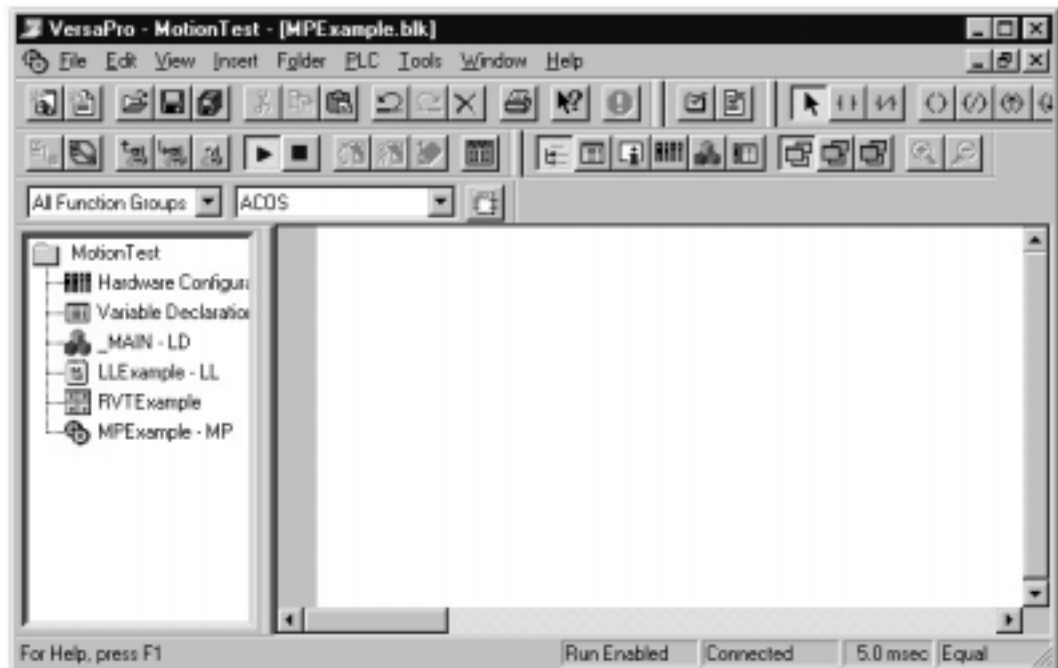 VersaPro - MotionTest - [MPExample.blk]
File Edit View Insert Folder PLC Tools Window Help
All Function Groups ACOS
MotionTest
Hardware Configura
Variable Declaration
_MAIN - LD
LLExample - LL
RVTExample
MPExample - MP
For Help, press F1 Run Enabled Connected 5.0 msec Equal